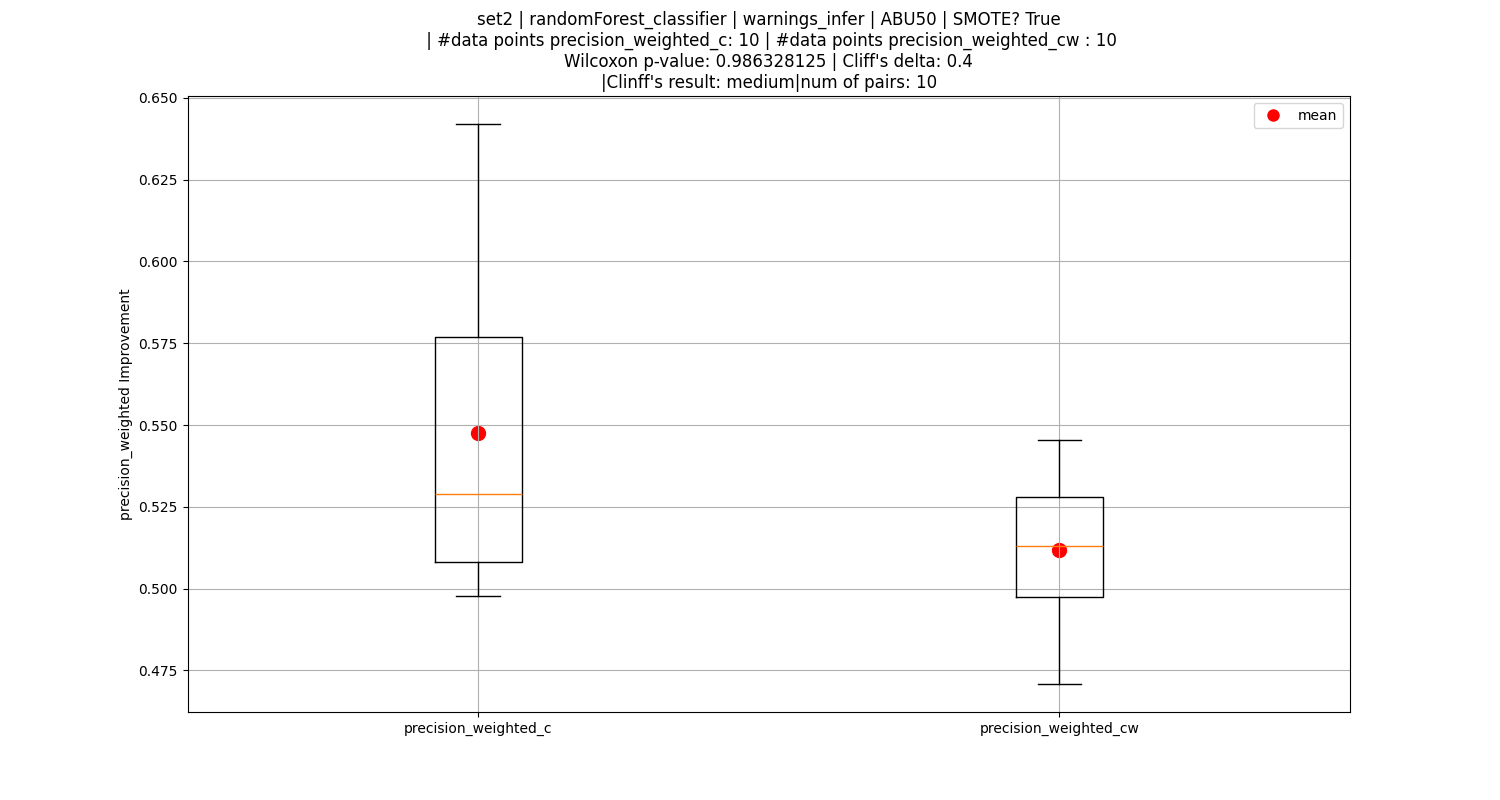 set2 | randomForest_classifier | warnings_infer | ABU50 | SMOTE? True
| #data points precision_weighted_c: 10 | #data points precision_weighted_cw : 10
Wilcoxon p-value: 0.986328125 | Cliff's delta: 0.4
|Clinff's result: medium|num of pairs: 10
mean
0.650
0.625
0.600
0.575
0.550
0.525
0.500
0.475
precision_weighted Improvement
precision_weighted_c
precision_weighted_cw